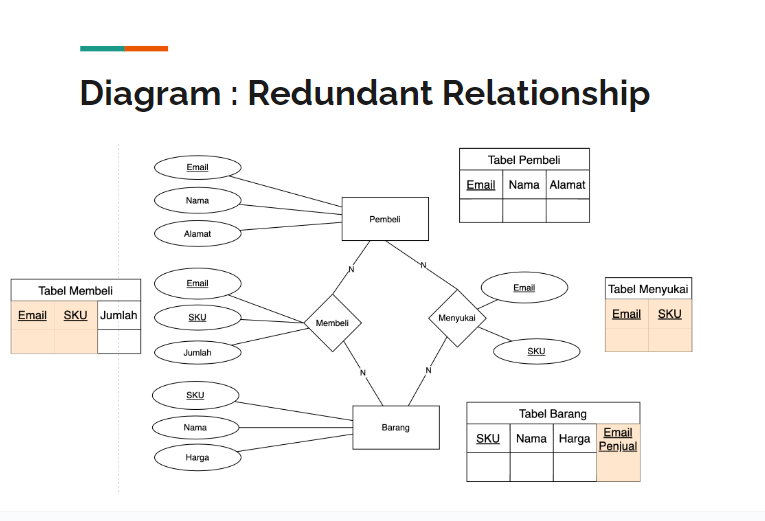 Diagram : Redundant Relationship
Email
Nama
Alamat
Pembeli
Tabel Pembeli
Email Nama Alamat
N
N
Tabel Membeli
Email SKU Jumlah
Email
SKU
Jumlah
Membeli
Menyukai
Email
SKU
Tabel Menyukai
Email SKU
N
N
SKU
Nama
Harga
Barang
Tabel Barang
SKU Nama Harga Email
Penjual